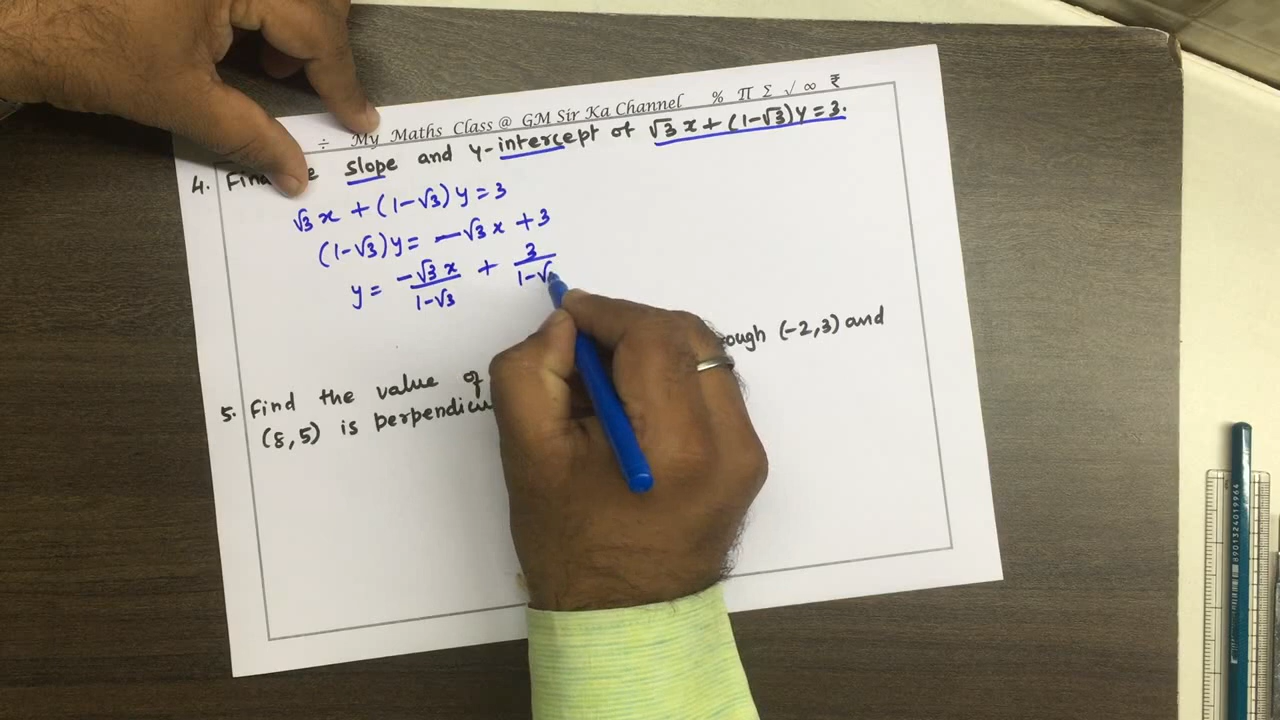 ÷ My Maths Class @ GM Sir Ka Channel % Π Σ √ ∞ ₹
4. Find slope and y-intercept of √3 x + (1-√3) y = 3.
√3 x + (1-√3) y = 3
(1-√3) y = -√3 x + 3
y = -√3 x / 1-√3 + 3 / 1-√
5. Find the value of (-2,3) and
(8,5) is
8901324019964